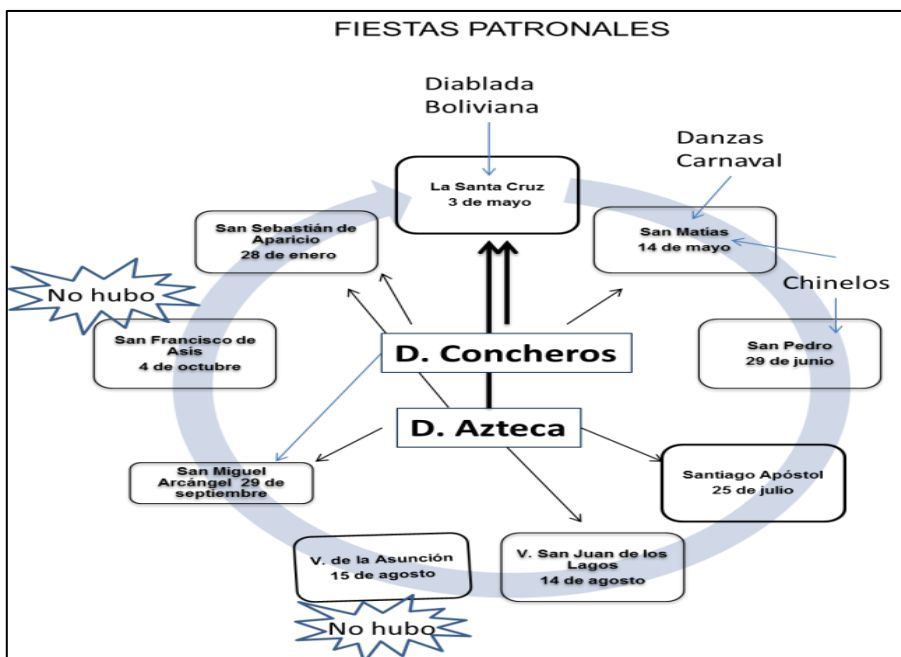 FIESTAS PATRONALES
Diablada
Boliviana
Danzas
Carnaval
La Santa Cruz
3 de mayo
San Matías
14 de mayo
San Sebastián de
Aparicio
28 de enero
Chinelos
No hubo
San Francisco de
Asís
4 de octubre
D. Concheros
San Pedro
29 de junio
D. Azteca
San Miguel
Arcángel 29 de
septiembre
Santiago Apóstol
25 de julio
V. de la Asunción
15 de agosto
V. San Juan de los
Lagos
14 de agosto
No hubo